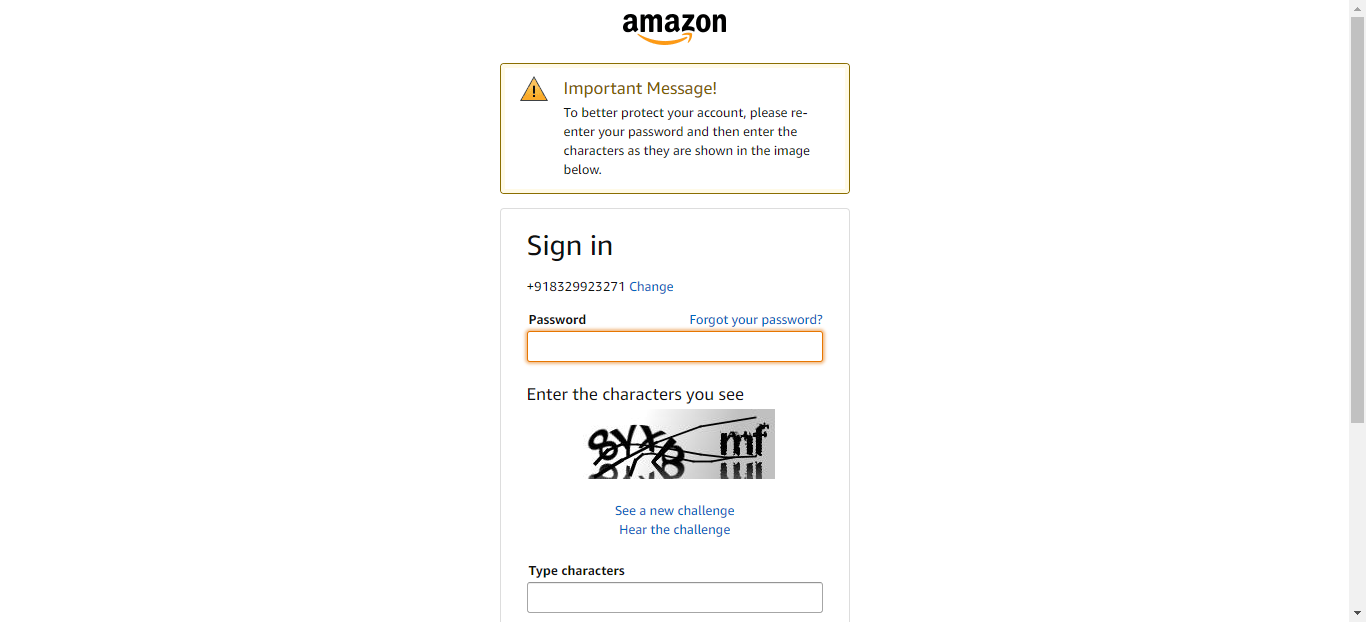 amazon
Important Message!
To better protect your account, please re-
enter your password and then enter the
characters as they are shown in the image
below.
Sign in
+918329923271 Change
Password Forgot your password?
Enter the characters you see
See a new challenge
Hear the challenge
Type characters